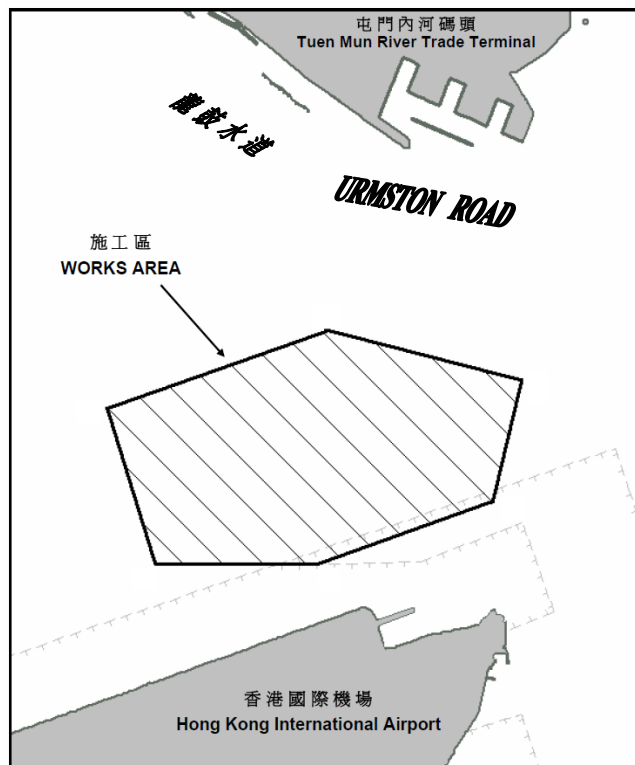 屯門內河碼頭
Tuen Mun River Trade Terminal
龍鼓水道
URMSTON ROAD
施工區
WORKS AREA
香港國際機場
Hong Kong International Airport